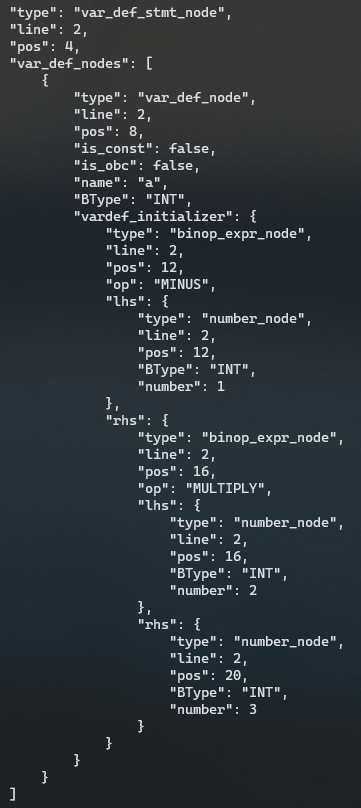 "type": "var_def_stmt_node",
"line": 2,
"pos": 4,
"var_def_nodes": [
    {
        "type": "var_def_node",
        "line": 2,
        "pos": 8,
        "is_const": false,
        "is_obc": false,
        "name": "a",
        "BType": "INT",
        "vardef_initializer": {
            "type": "binop_expr_node",
            "line": 2,
            "pos": 12,
            "op": "MINUS",
            "lhs": {
                "type": "number_node",
                "line": 2,
                "pos": 12,
                "BType": "INT",
                "number": 1
            },
            "rhs": {
                "type": "binop_expr_node",
                "line": 2,
                "pos": 16,
                "op": "MULTIPLY",
                "lhs": {
                    "type": "number_node",
                    "line": 2,
                    "pos": 16,
                    "BType": "INT",
                    "number": 2
                },
                "rhs": {
                    "type": "number_node",
                    "line": 2,
                    "pos": 20,
                    "BType": "INT",
                    "number": 3
                }
            }
        }
    }
]